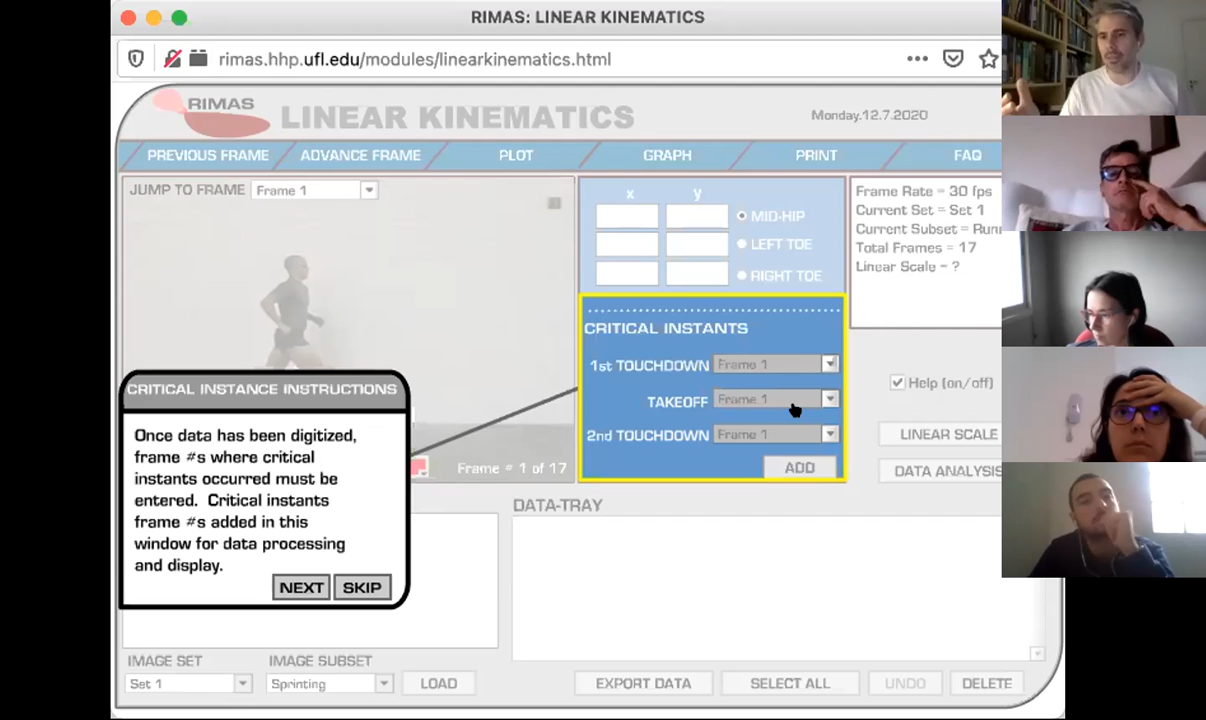 RIMAS: LINEAR KINEMATICS
rimas.hhp.ufl.edu/modules/linearkinematics.html
RIMAS
LINEAR KINEMATICS
Monday.12.7.2020
PREVIOUS FRAME
ADVANCE FRAME
PLOT
GRAPH
PRINT
FAQ
JUMP TO FRAME
Frame 1
x
y
MID-HIP
LEFT TOE
RIGHT TOE
Frame Rate = 30 fps
Current Set = Set 1
Current Subset = Runn
Total Frames = 17
Linear Scale = ?
CRITICAL INSTANTS
1st TOUCHDOWN
Frame 1
TAKEOFF
Frame 1
2nd TOUCHDOWN
Frame 1
ADD
Help (on/off)
LINEAR SCALE
DATA ANALYSIS
CRITICAL INSTANCE INSTRUCTIONS
Once data has been digitized,
frame #s where critical
instants occurred must be
entered. Critical instants
frame #s added in this
window for data processing
and display.
NEXT
SKIP
Frame # 1 of 17
DATA-TRAY
IMAGE SET
IMAGE SUBSET
Set 1
Sprinting
LOAD
EXPORT DATA
SELECT ALL
UNDO
DELETE